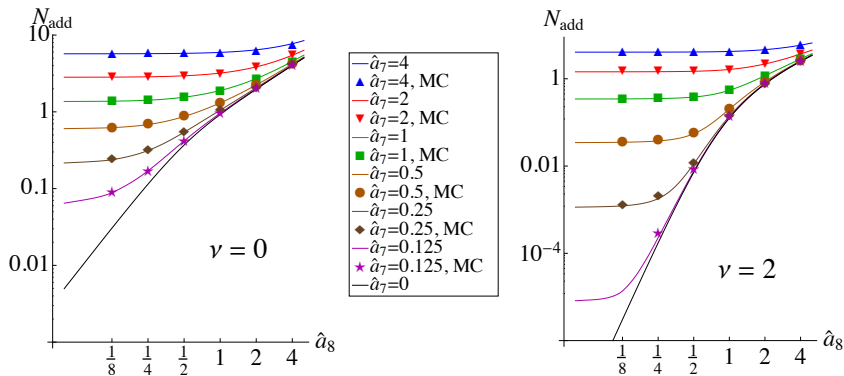 N_add
10
1
0.1
0.01
ν = 0
1/8 1/4 1/2 1 2 4 â_8
â_7=4
â_7=4, MC
â_7=2
â_7=2, MC
â_7=1
â_7=1, MC
â_7=0.5
â_7=0.5, MC
â_7=0.25
â_7=0.25, MC
â_7=0.125
â_7=0.125, MC
â_7=0
N_add
1
0.01
10^-4
ν = 2
1/8 1/4 1/2 1 2 4 â_8